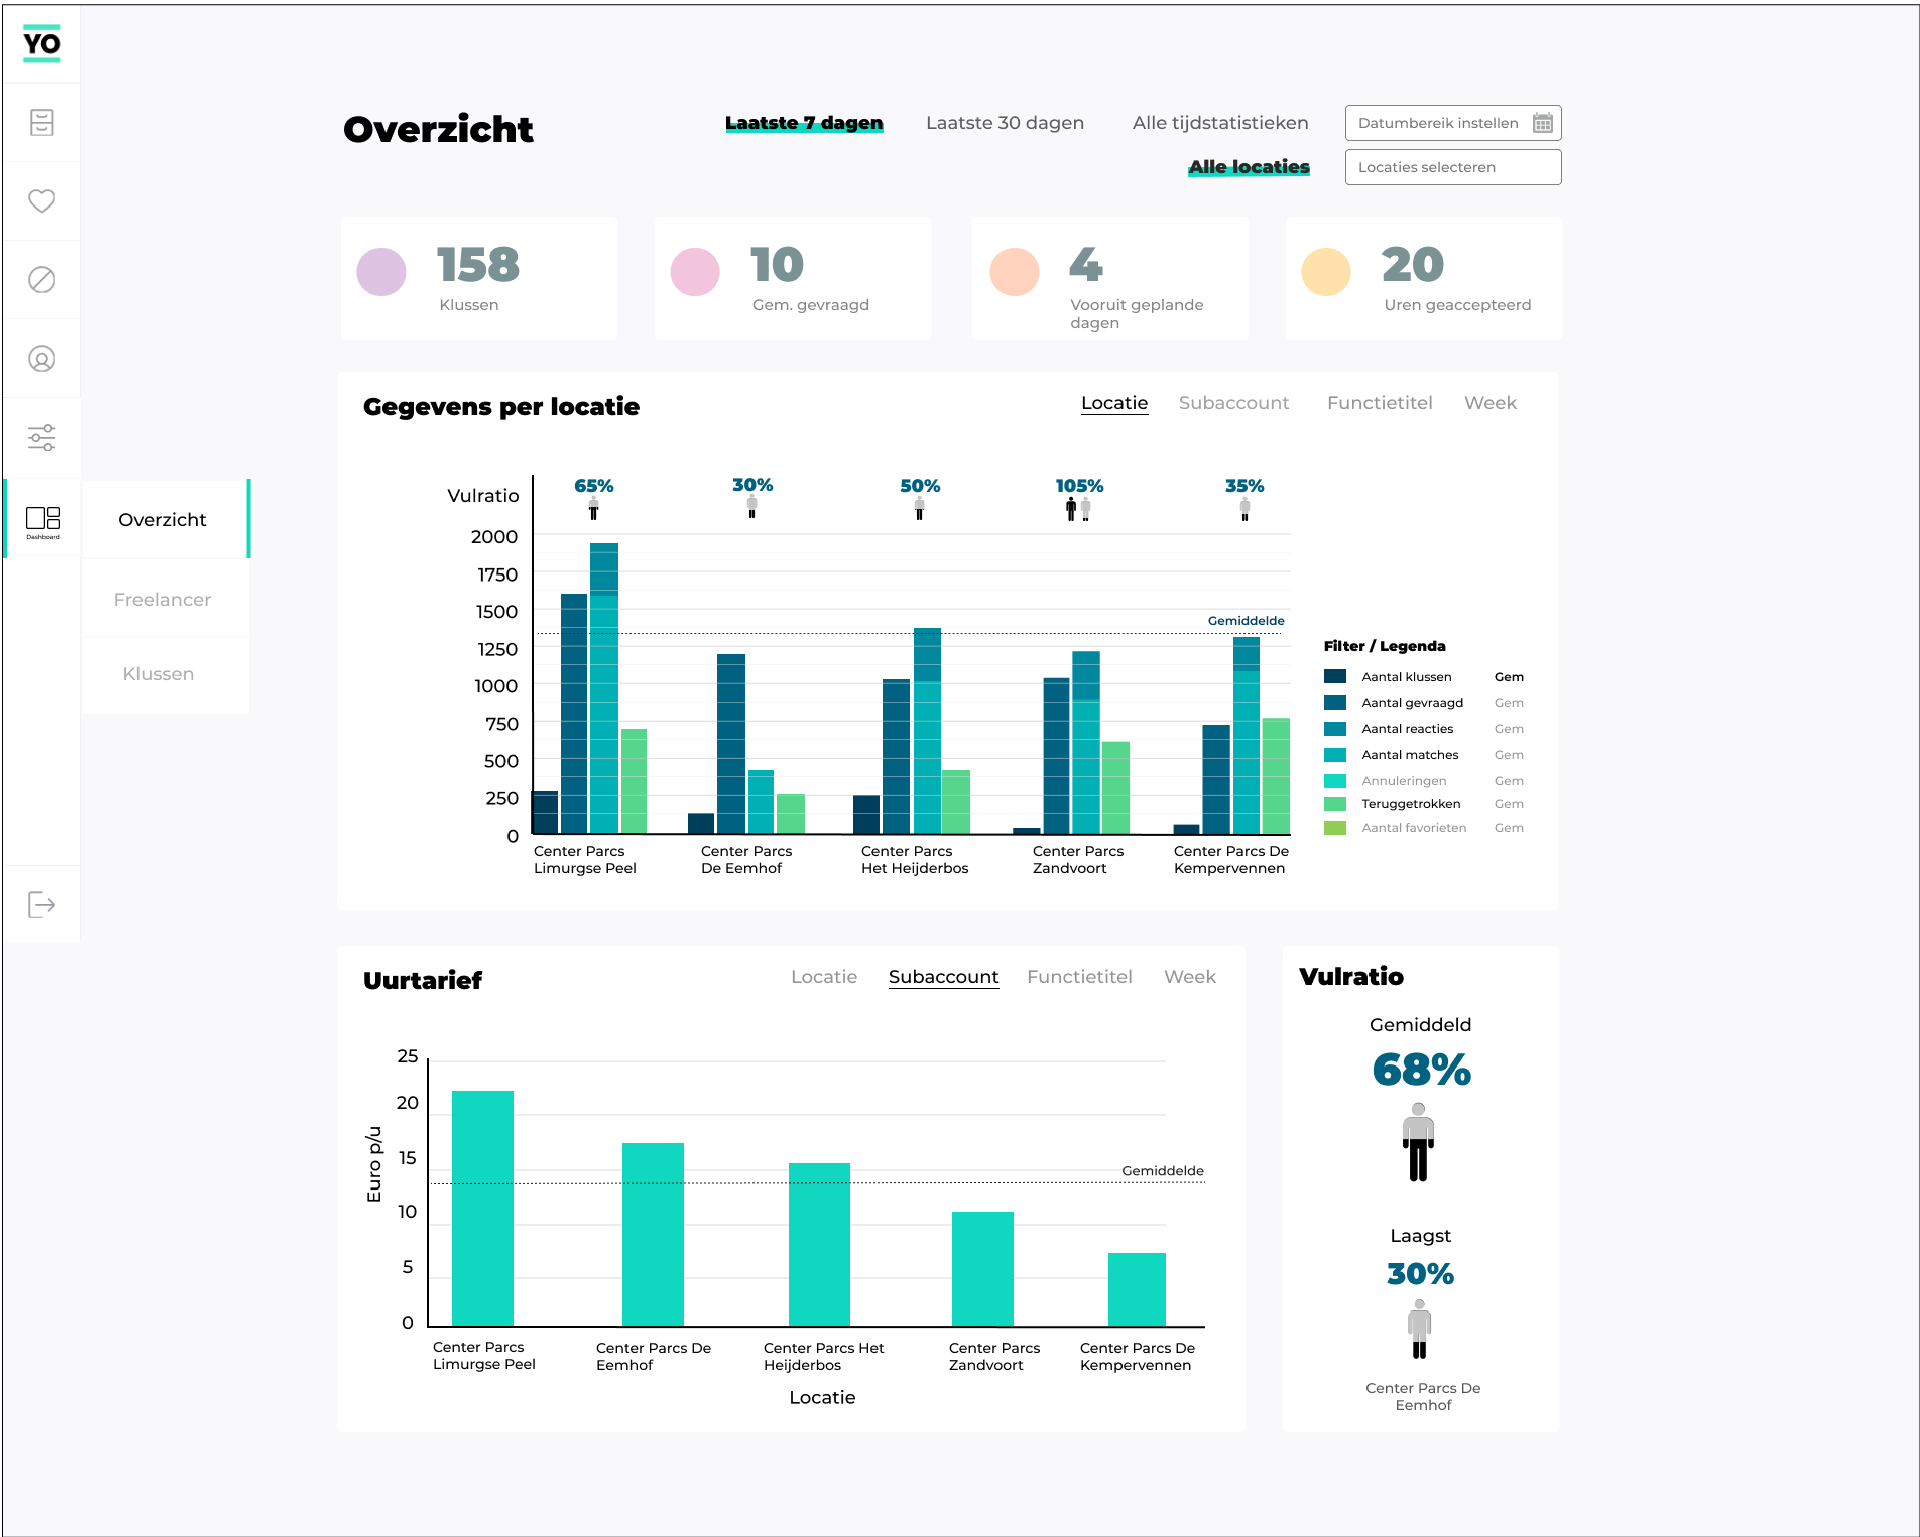 YO
Overzicht
Laatste 7 dagen
Laatste 30 dagen
Alle tijdstatistieken
Datumbereik instellen
Alle locaties
Locaties selecteren
158
Klussen
10
Gem. gevraagd
4
Vooruit geplande
dagen
20
Uren geaccepteerd
Dashboard
Overzicht
Freelancer
Klussen
Gegevens per locatie
Locatie
Subaccount
Functietitel
Week
Vulratio
65%
30%
50%
105%
35%
2000
1750
1500
1250
1000
750
500
250
0
Gemiddelde
Center Parcs
Limurgse Peel
Center Parcs
De Eemhof
Center Parcs
Het Heijderbos
Center Parcs
Zandvoort
Center Parcs De
Kempervennen
Filter / Legenda
Aantal klussen Gem
Aantal gevraagd Gem
Aantal reacties Gem
Aantal matches Gem
Annuleringen Gem
Teruggetrokken Gem
Aantal favorieten Gem
Uurtarief
Locatie
Subaccount
Functietitel
Week
Euro p/u
25
20
15
10
5
0
Gemiddelde
Center Parcs
Limurgse Peel
Center Parcs De
Eemhof
Center Parcs Het
Heijderbos
Center Parcs
Zandvoort
Center Parcs De
Kempervennen
Locatie
Vulratio
Gemiddeld
68%
Laagst
30%
Center Parcs De
Eemhof